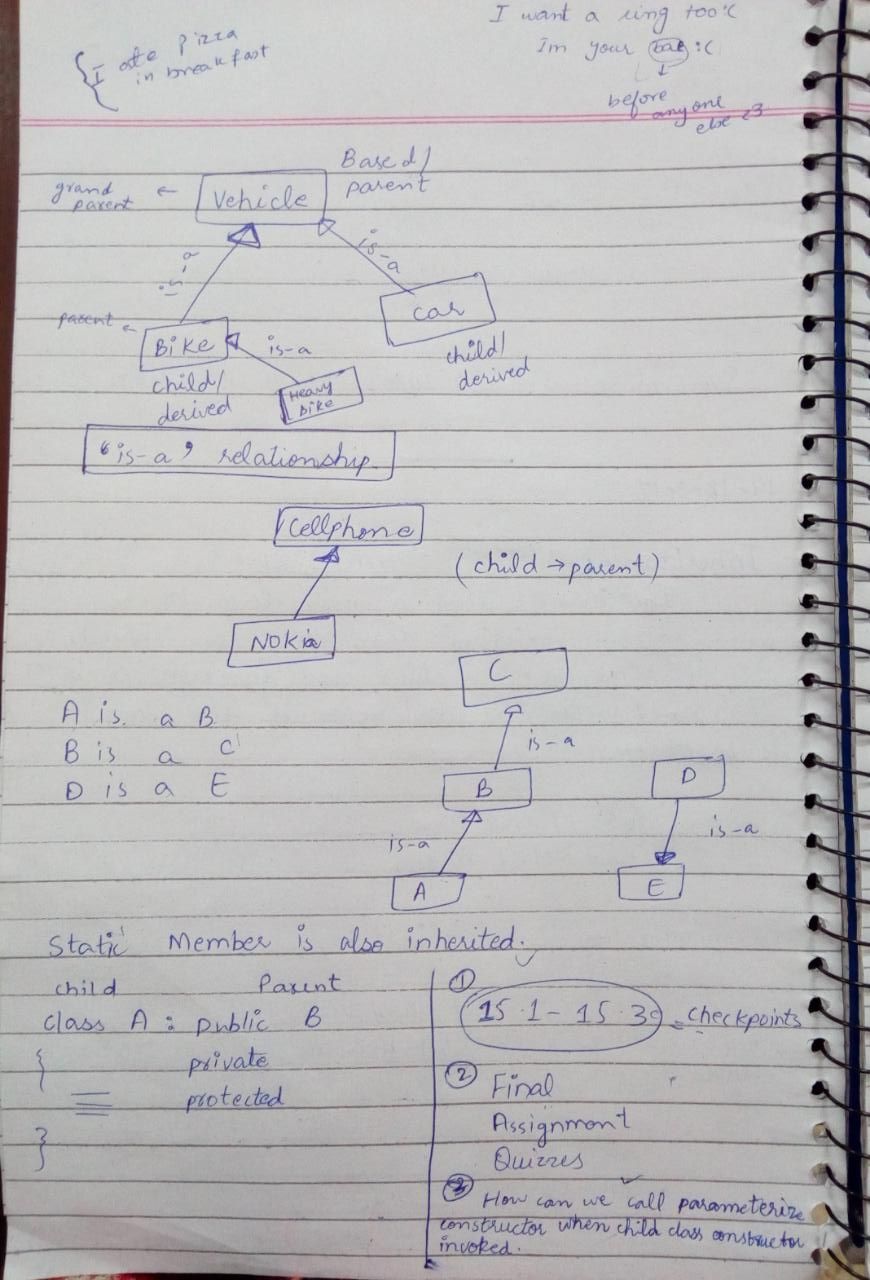 I want a ring too :(
Im your bae :(
before
anyone
else <3
I ate pizza
in breakfast
Based/
parent
grand
parent
Vehicle
is-a
is-a
car
child/
derived
parent
Bike
is-a
child/
derived
Heavy
Bike
"is-a" relationship
Cellphone
(child → parent)
NOKia
C
A is a B
B is a C
D is a E
is-a
B
D
is-a
is-a
A
E
Static Member is also inherited.
child Parent
class A : public B
{ private
protected
}
① 15.1 - 15.3 = checkpoints
② Final
Assignment
Quizzes
③ How can we call parameterize
constructor when child class constructor
invoked.